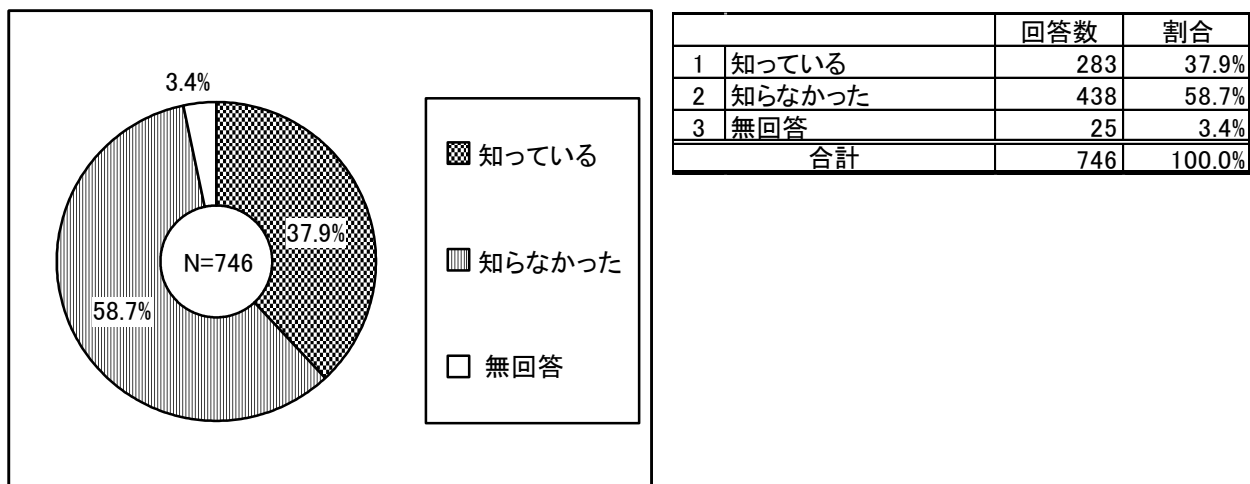 3.4%
37.9%
N=746
58.7%
知っている
知らなかった
無回答
回答数 割合
1 知っている 283 37.9%
2 知らなかった 438 58.7%
3 無回答 25 3.4%
合計 746 100.0%